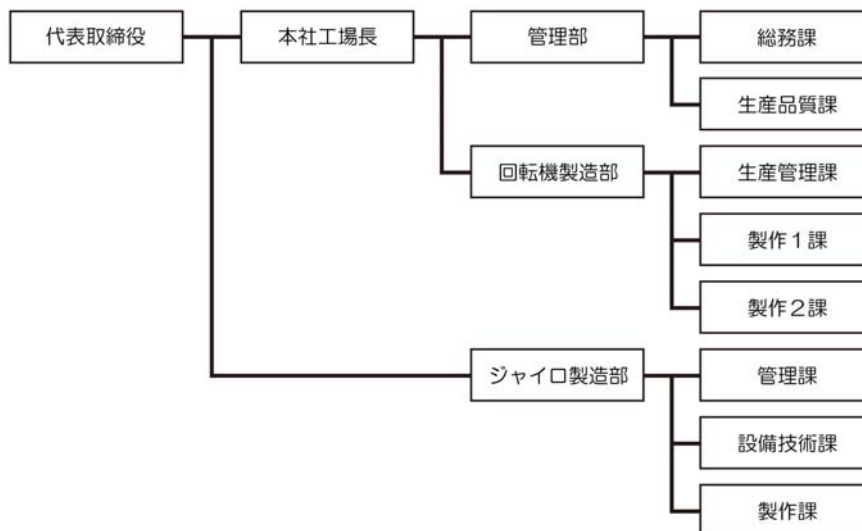 代表取締役
本社工場長
管理部
総務課
生産品質課
回転機製造部
生産管理課
製作１課
製作２課
ジャイロ製造部
管理課
設備技術課
製作課